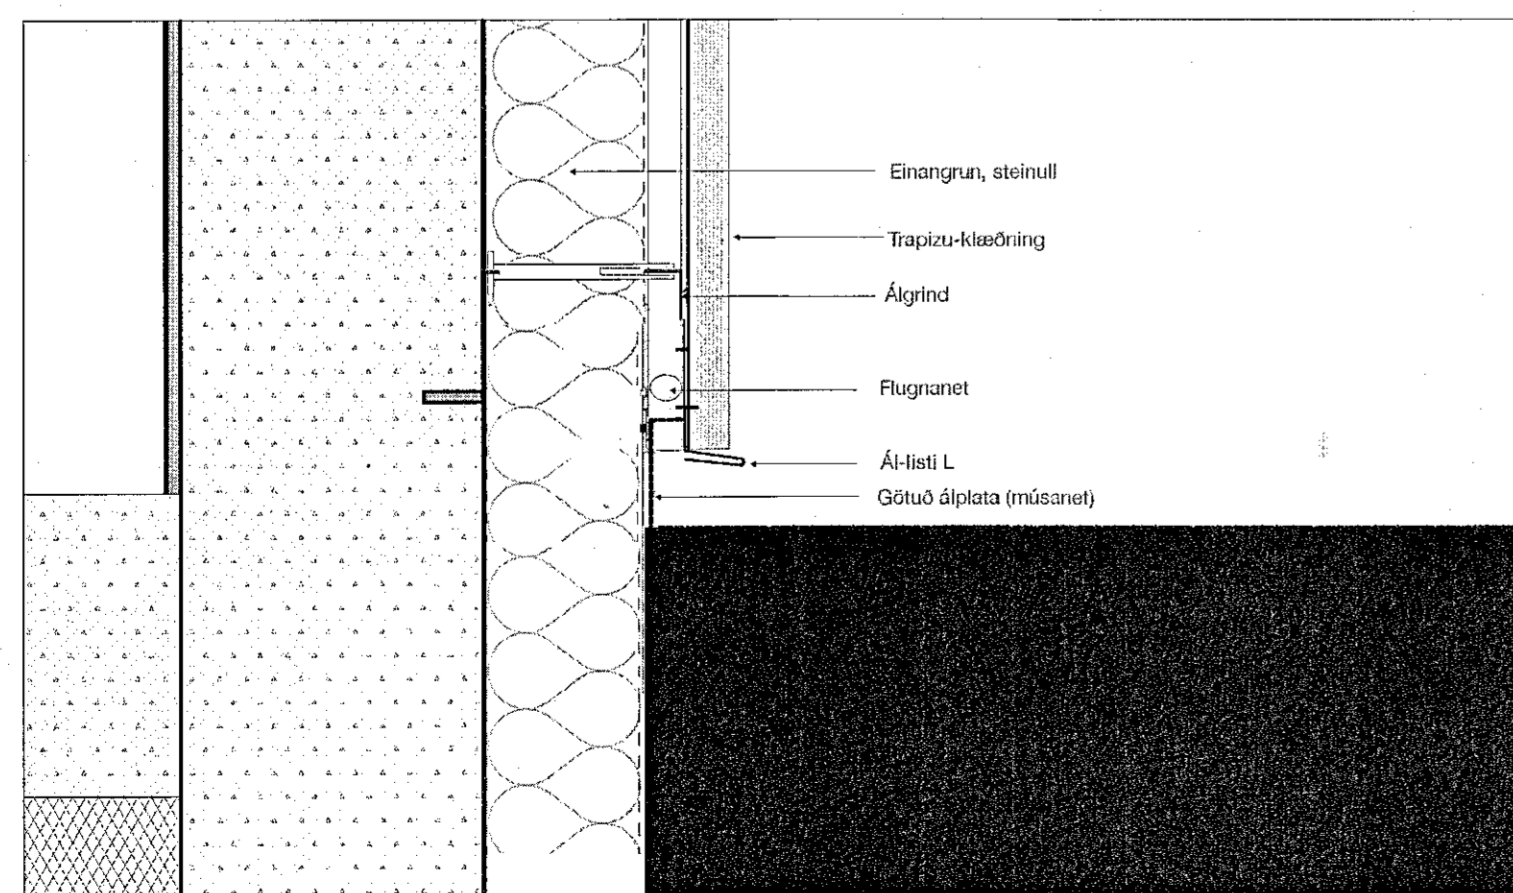 Einangrun, steinull
Trapizu-klæðning
Álgrind
Flugnanet
Ál-listi L
Götuð álplata (músanet)